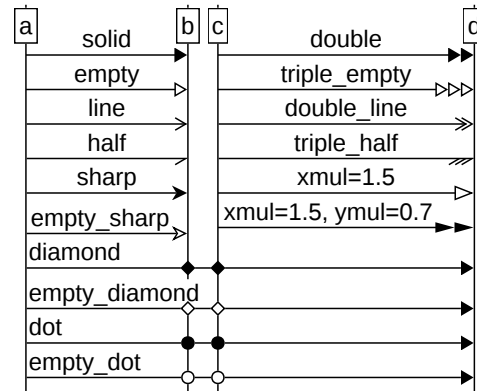 a b c d
solid double
empty triple_empty
line double_line
half triple_half
sharp xmul=1.5
empty_sharp xmul=1.5, ymul=0.7
diamond
empty_diamond
dot
empty_dot